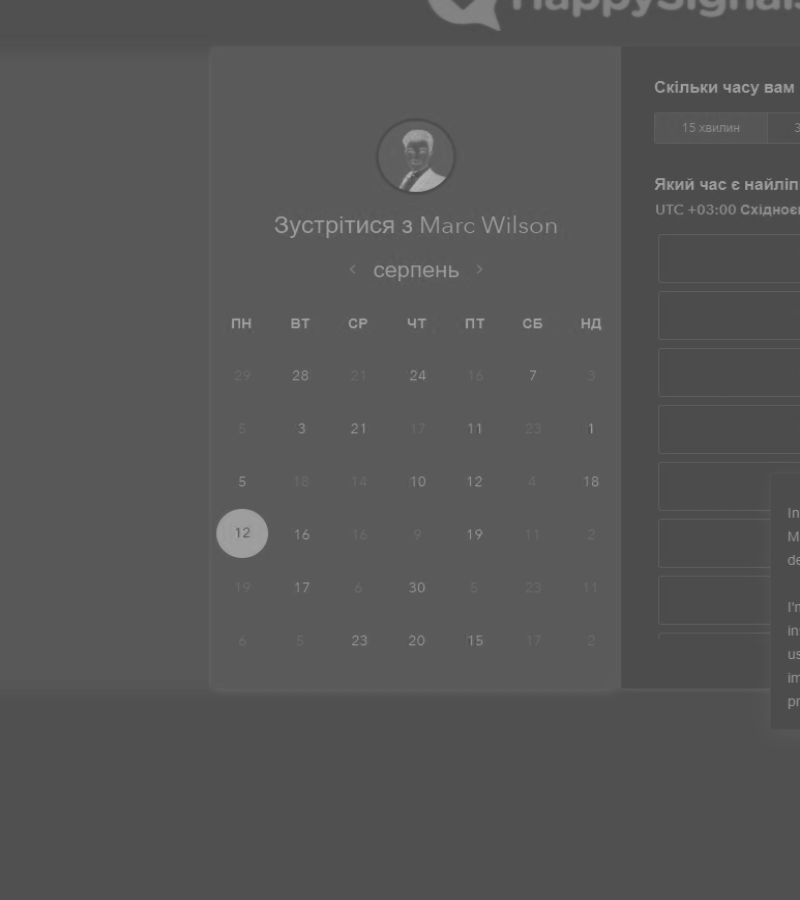 HappySignals
Зустрітися з Marc Wilson
‹ серпень ›
ПН ВТ СР ЧТ ПТ СБ НД
29 28 21 24 16 7 3
5 3 21 17 11 23 1
5 18 14 10 12 4 18
12 16 16 9 19 11 2
19 17 6 30 5 23 11
6 5 23 20 15 17 2
Скільки часу вам
15 хвилин 3
Який час є найліп
UTC +03:00 Східноє
In
M
de
I'm
in
us
im
pr